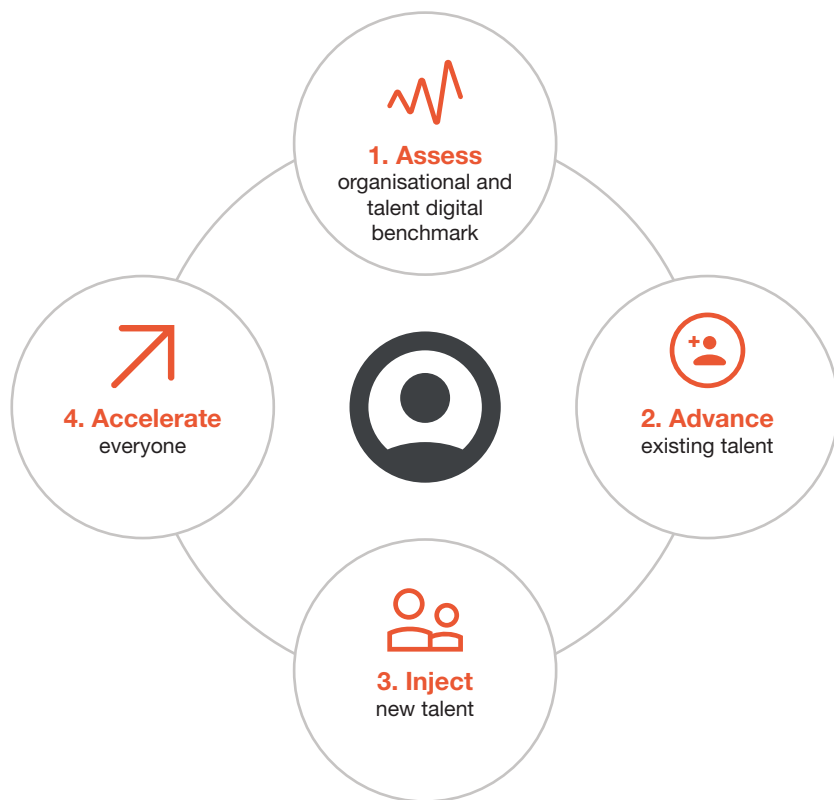 1. Assess
organisational and
talent digital
benchmark
4. Accelerate
everyone
2. Advance
existing talent
3. Inject
new talent